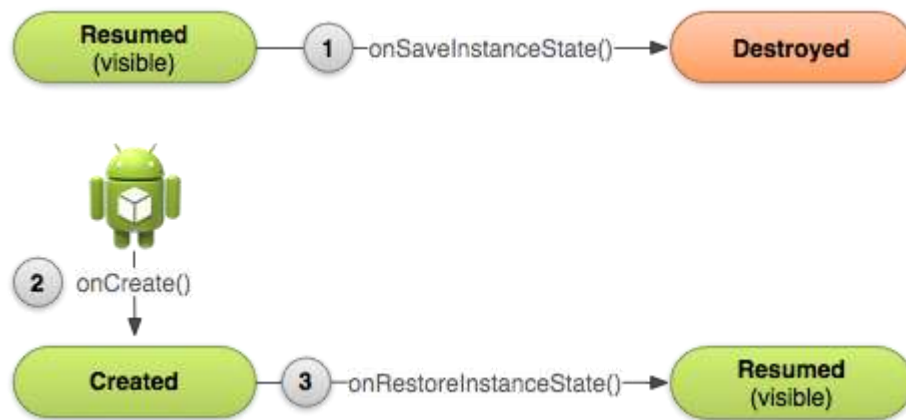 Resumed
(visible)
1
onSaveInstanceState()
Destroyed
2
onCreate()
Created
3
onRestoreInstanceState()
Resumed
(visible)